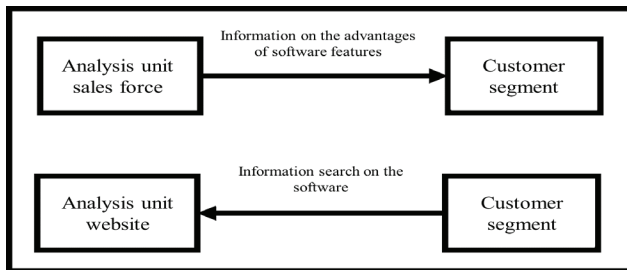 Information on the advantages
of software features
Analysis unit
sales force
Customer
segment
Information search on the
software
Analysis unit
website
Customer
segment